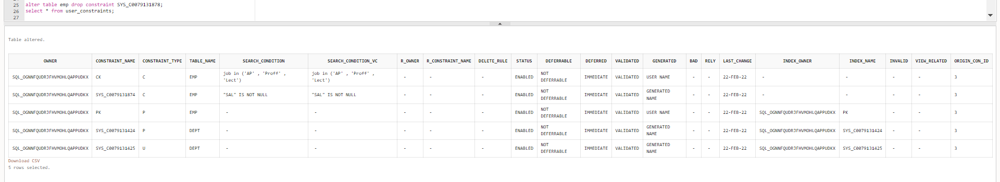 25 alter table emp drop constraint SYS_C0079131878;
26 select * from user_constraints;
27
Table altered.
OWNER CONSTRAINT_NAME CONSTRAINT_TYPE TABLE_NAME SEARCH_CONDITION SEARCH_CONDITION_VC R_OWNER R_CONSTRAINT_NAME DELETE_RULE STATUS DEFERRABLE DEFERRED VALIDATED GENERATED BAD RELY LAST_CHANGE INDEX_OWNER INDEX_NAME INVALID VIEW_RELATED ORIGIN_CON_ID
SQL_OGNNFQUDRJFHVMOHLQAPPUDKX CK C EMP job in ('AP' , 'Proff' , 'Lect') job in ('AP' , 'Proff' , 'Lect') - - - ENABLED NOT DEFERRABLE IMMEDIATE VALIDATED USER NAME - - 22-FEB-22 - - - - 3
SQL_OGNNFQUDRJFHVMOHLQAPPUDKX SYS_C0079131874 C EMP "SAL" IS NOT NULL "SAL" IS NOT NULL - - - ENABLED NOT DEFERRABLE IMMEDIATE VALIDATED GENERATED NAME - - 22-FEB-22 - - - - 3
SQL_OGNNFQUDRJFHVMOHLQAPPUDKX PK P EMP - - - - - ENABLED NOT DEFERRABLE IMMEDIATE VALIDATED USER NAME - - 22-FEB-22 SQL_OGNNFQUDRJFHVMOHLQAPPUDKX PK - - 3
SQL_OGNNFQUDRJFHVMOHLQAPPUDKX SYS_C0079131424 P DEPT - - - - - ENABLED NOT DEFERRABLE IMMEDIATE VALIDATED GENERATED NAME - - 22-FEB-22 SQL_OGNNFQUDRJFHVMOHLQAPPUDKX SYS_C0079131424 - - 3
SQL_OGNNFQUDRJFHVMOHLQAPPUDKX SYS_C0079131425 U DEPT - - - - - ENABLED NOT DEFERRABLE IMMEDIATE VALIDATED GENERATED NAME - - 22-FEB-22 SQL_OGNNFQUDRJFHVMOHLQAPPUDKX SYS_C0079131425 - - 3
Download CSV
5 rows selected.